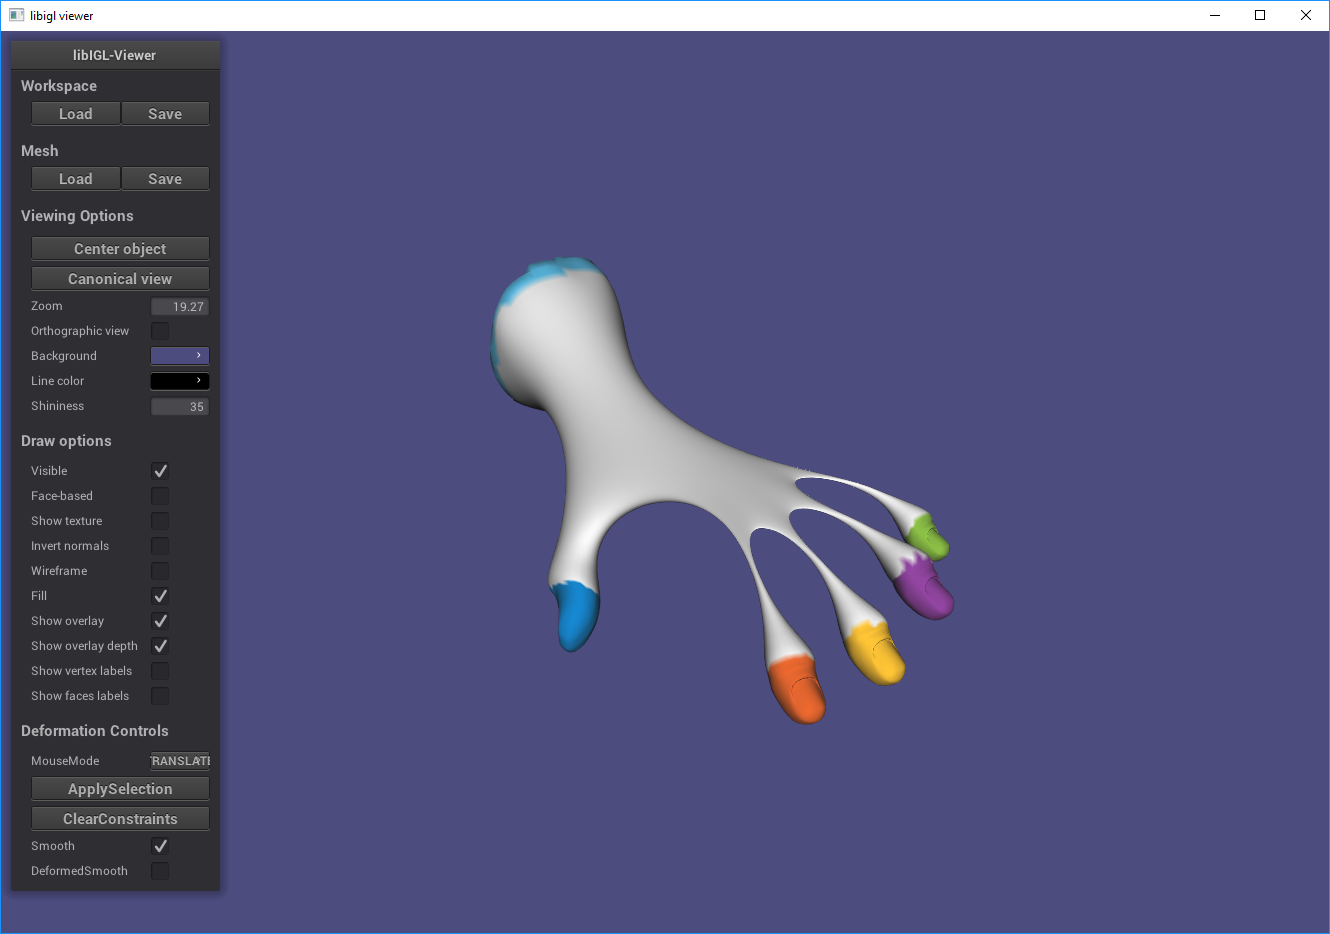 libigl viewer
libIGL-Viewer
Workspace
Load Save
Mesh
Load Save
Viewing Options
Center object
Canonical view
Zoom 19.27
Orthographic view
Background
Line color
Shininess 35
Draw options
Visible
Face-based
Show texture
Invert normals
Wireframe
Fill
Show overlay
Show overlay depth
Show vertex labels
Show faces labels
Deformation Controls
MouseMode TRANSLATE
ApplySelection
ClearConstraints
Smooth
DeformedSmooth